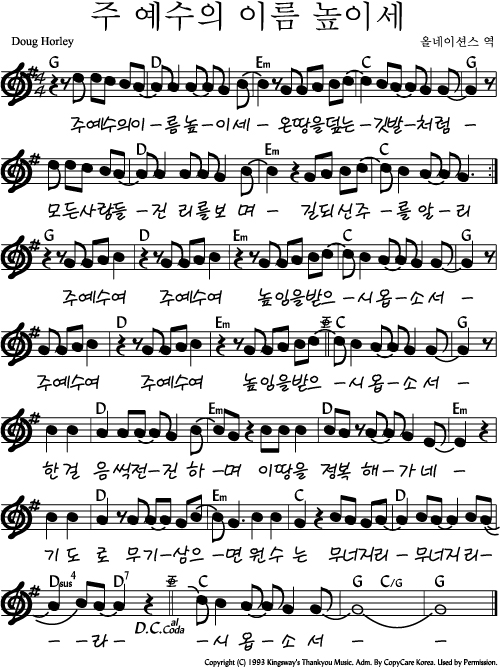 주 예수의 이름 높이세
Doug Horley 올네이션스 역
G D Em C G
주예수의이 – 름높 – 이세 – 온땅을덮는 – 깃발 – 처럼 –
D Em C
모든사람들 – 진 리를보 며 – 길되신주 – 를알 – 리
G D Em C G
주예수여 주예수여 높임을받으 – 시옵 – 소서 –
D Em C G
주예수여 주예수여 높임을받으 – 시옵 – 소서 –
D Em C D Em
한걸 음씩전 – 진 하 – 며 이땅을 정복 해 – 가네 –
D Em G C
기도 로 무기 – 삼으 – 면 원수 는 무너저리 – 무너저리 –
Dsus4 D7 C G C/G G
– – 라 – – 시 옵 – 소서 – –
D.C. al Coda
Copyright (C) 1993 Kingsway's Thankyou Music. Adm. By CopyCare Korea. Used by Permission.